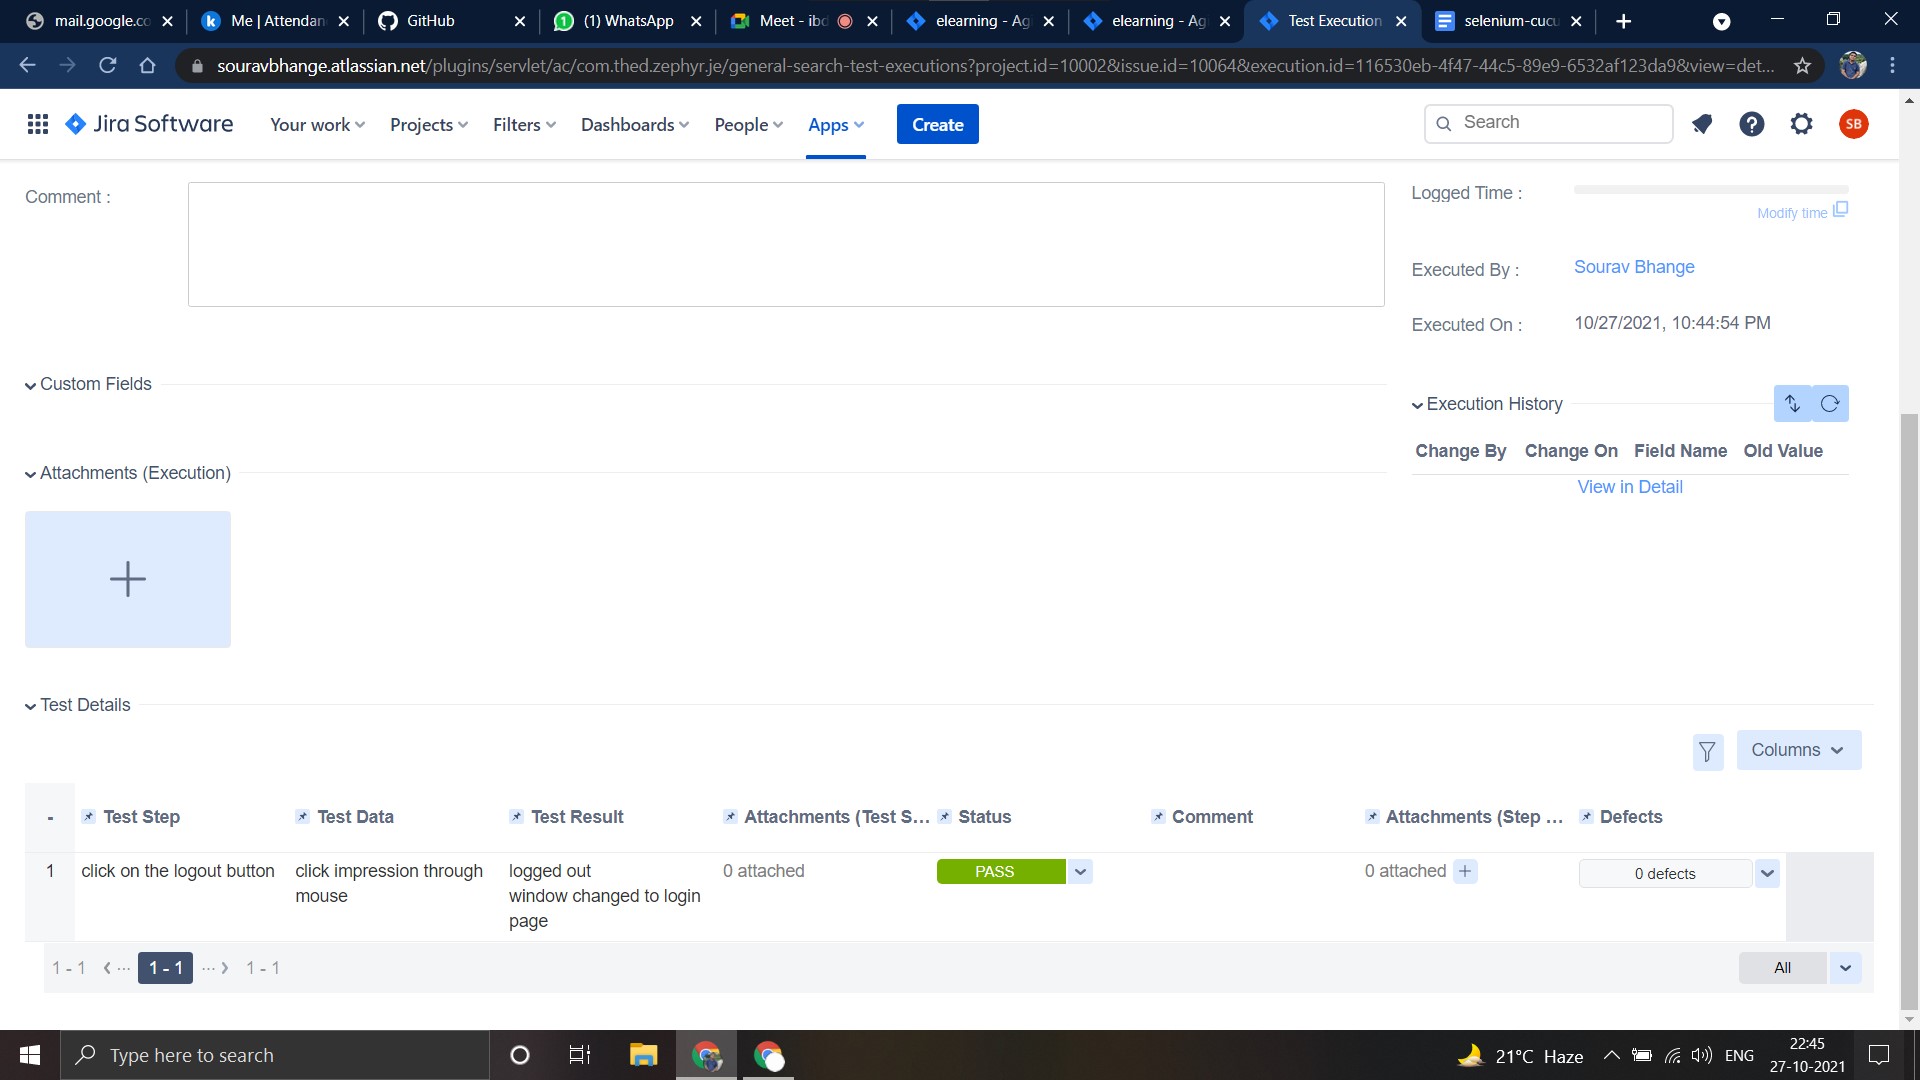 mail.google.co
Me | Attendan
GitHub
(1) WhatsApp
Meet - ibd
elearning - Agi
elearning - Agi
Test Execution
selenium-cucu
souravbhange.atlassian.net/plugins/servlet/ac/com.thed.zephyr.je/general-search-test-executions?project.id=10002&issue.id=10064&execution.id=116530eb-4f47-44c5-89e9-6532af123da9&view=det...
Jira Software
Your work
Projects
Filters
Dashboards
People
Apps
Create
Search
SB
Comment :
Logged Time :
Modify time
Executed By :
Sourav Bhange
Executed On :
10/27/2021, 10:44:54 PM
Custom Fields
Execution History
Change By Change On Field Name Old Value
View in Detail
Attachments (Execution)
Test Details
Columns
- Test Step Test Data Test Result Attachments (Test S... Status Comment Attachments (Step ... Defects
1 click on the logout button click impression through logged out 0 attached PASS 0 attached 0 defects
mouse window changed to login
page
1 - 1 ... 1 - 1 ... 1 - 1
All
Type here to search
21°C Haze
ENG
22:45
27-10-2021